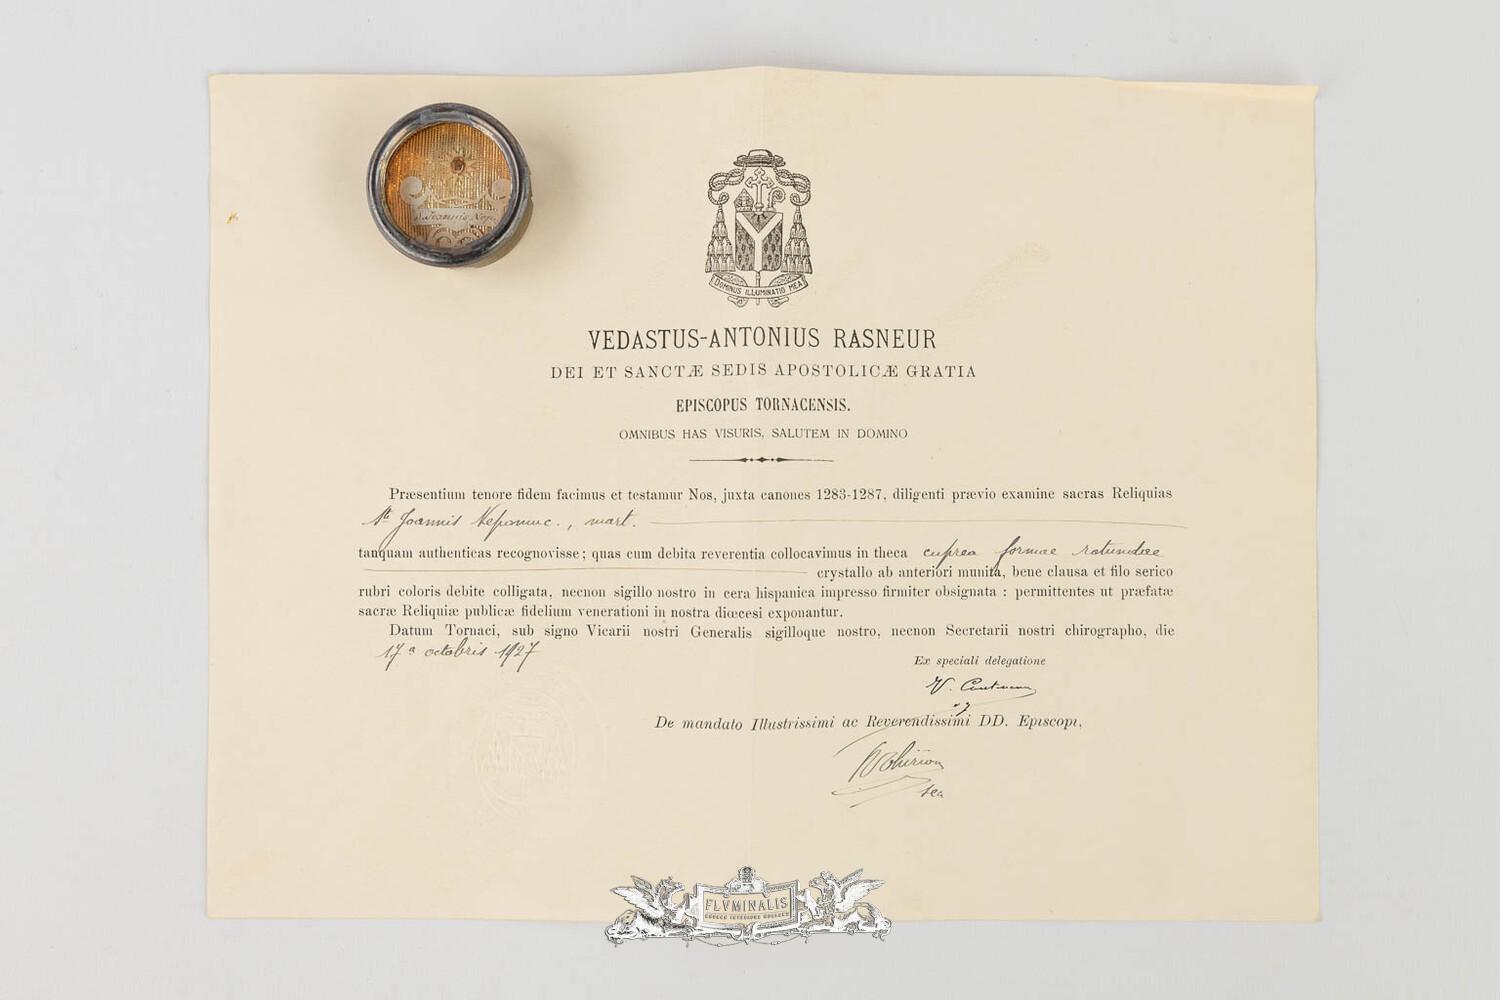 S. Joannis Nep.
DOMINUS ILLUMINATIO MEA
VEDASTUS-ANTONIUS RASNEUR
DEI ET SANCTÆ SEDIS APOSTOLICÆ GRATIA
EPISCOPUS TORNACENSIS.
OMNIBUS HAS VISURIS, SALUTEM IN DOMINO
Præsentium tenore fidem facimus et testamur Nos, juxta canones 1283-1287, diligenti prævio examine sacras Reliquias
Sti Joannis Nepomuc., mart.
tanquam authenticas recognovisse; quas cum debita reverentia collocavimus in theca cuprea formae rotundae
crystallo ab anteriori munita, bene clausa et filo serico
rubri coloris debite colligata, necnon sigillo nostro in cera hispanica impresso firmiter obsignata : permittentes ut præfatæ
sacræ Reliquiæ publicæ fidelium venerationi in nostra diœcesi exponantur.
Datum Tornaci, sub signo Vicarii nostri Generalis sigilloque nostro, necnon Secretarii nostri chirographo, die
17a octobris 1927
Ex speciali delegatione
De mandato Illustrissimi ac Reverendissimi DD. Episcopi,
FLVMINALIS